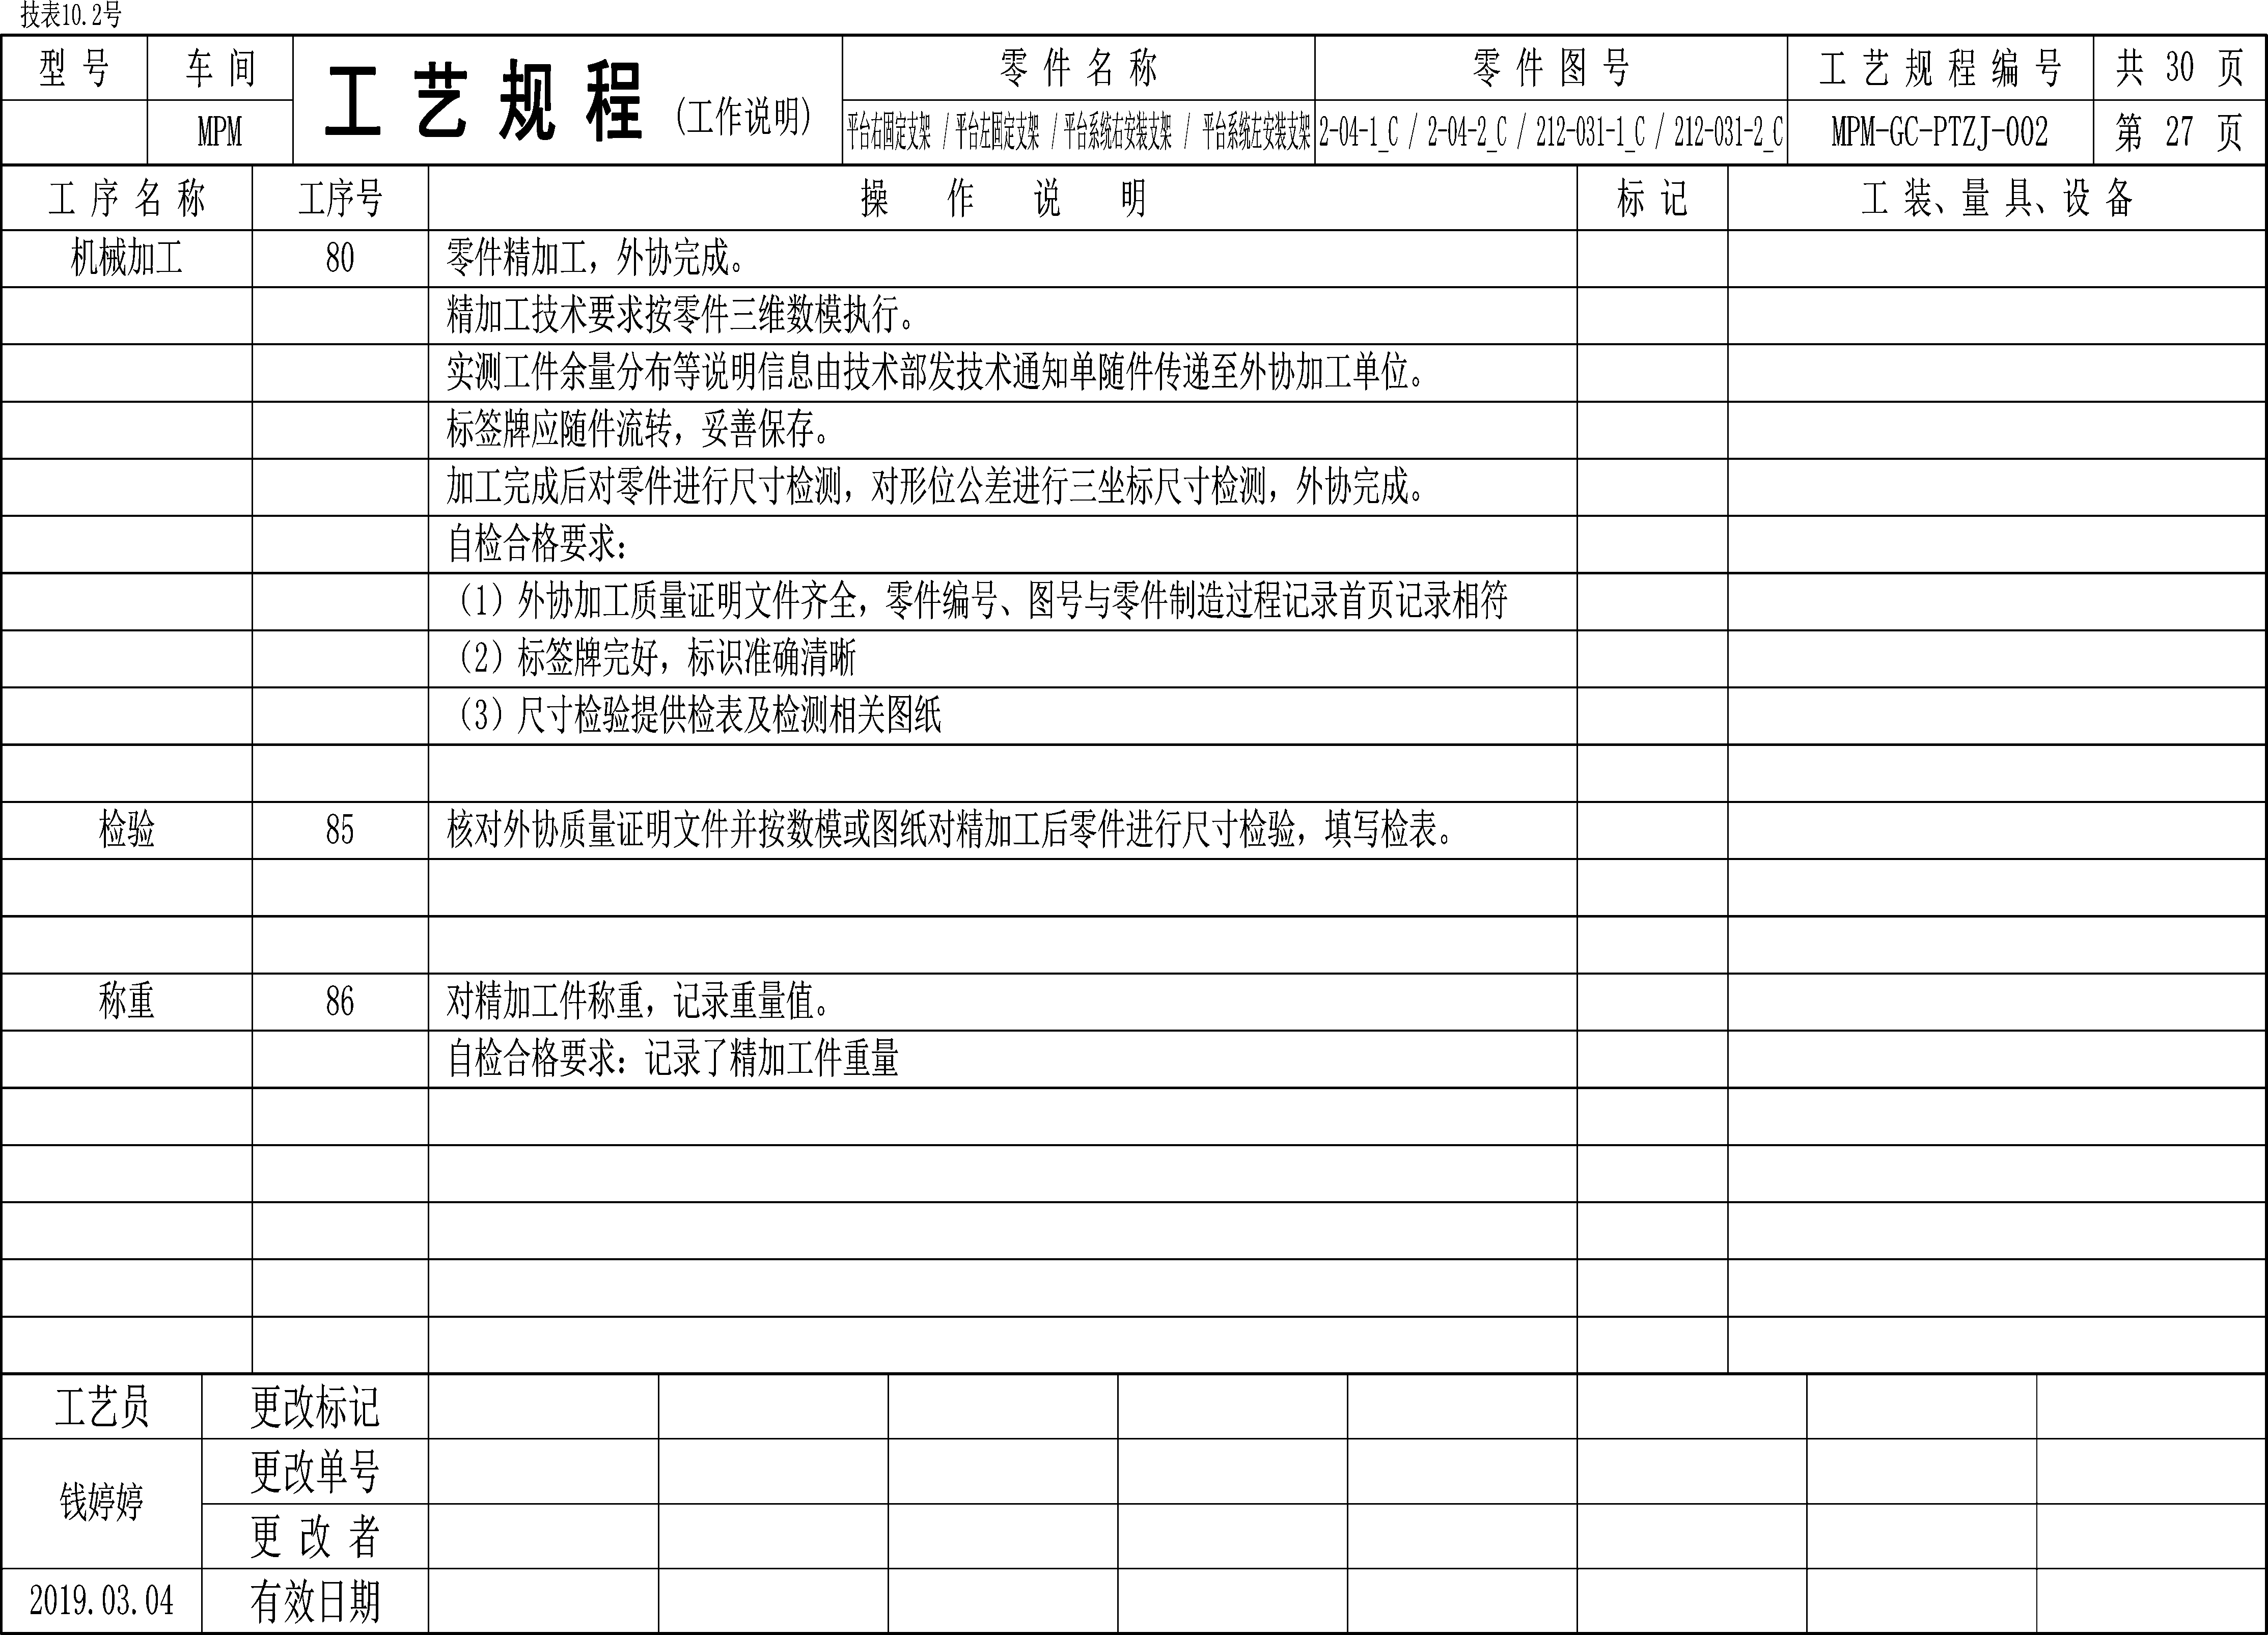 技表10.2号
型 号 车 间 工 艺 规 程 (工作说明) 零 件 名 称 零 件 图 号 工 艺 规 程 编 号 共 30 页
MPM 平台右固定支架 / 平台左固定支架 / 平台系统右安装支架 / 平台系统左安装支架 2-04-1_C / 2-04-2_C / 212-031-1_C / 212-031-2_C MPM-GC-PTZJ-002 第 27 页
工 序 名 称 工序号 操 作 说 明 标 记 工 装、量 具、设 备
机械加工 80 零件精加工，外协完成。
精加工技术要求按零件三维数模执行。
实测工件余量分布等说明信息由技术部发技术通知单随件传递至外协加工单位。
标签牌应随件流转，妥善保存。
加工完成后对零件进行尺寸检测，对形位公差进行三坐标尺寸检测，外协完成。
自检合格要求：
（1）外协加工质量证明文件齐全，零件编号、图号与零件制造过程记录首页记录相符
（2）标签牌完好，标识准确清晰
（3）尺寸检验提供检表及检测相关图纸
检验 85 核对外协质量证明文件并按数模或图纸对精加工后零件进行尺寸检验，填写检表。
称重 86 对精加工件称重，记录重量值。
自检合格要求：记录了精加工件重量
工艺员 更改标记
钱婷婷 更改单号
更 改 者
2019.03.04 有效日期